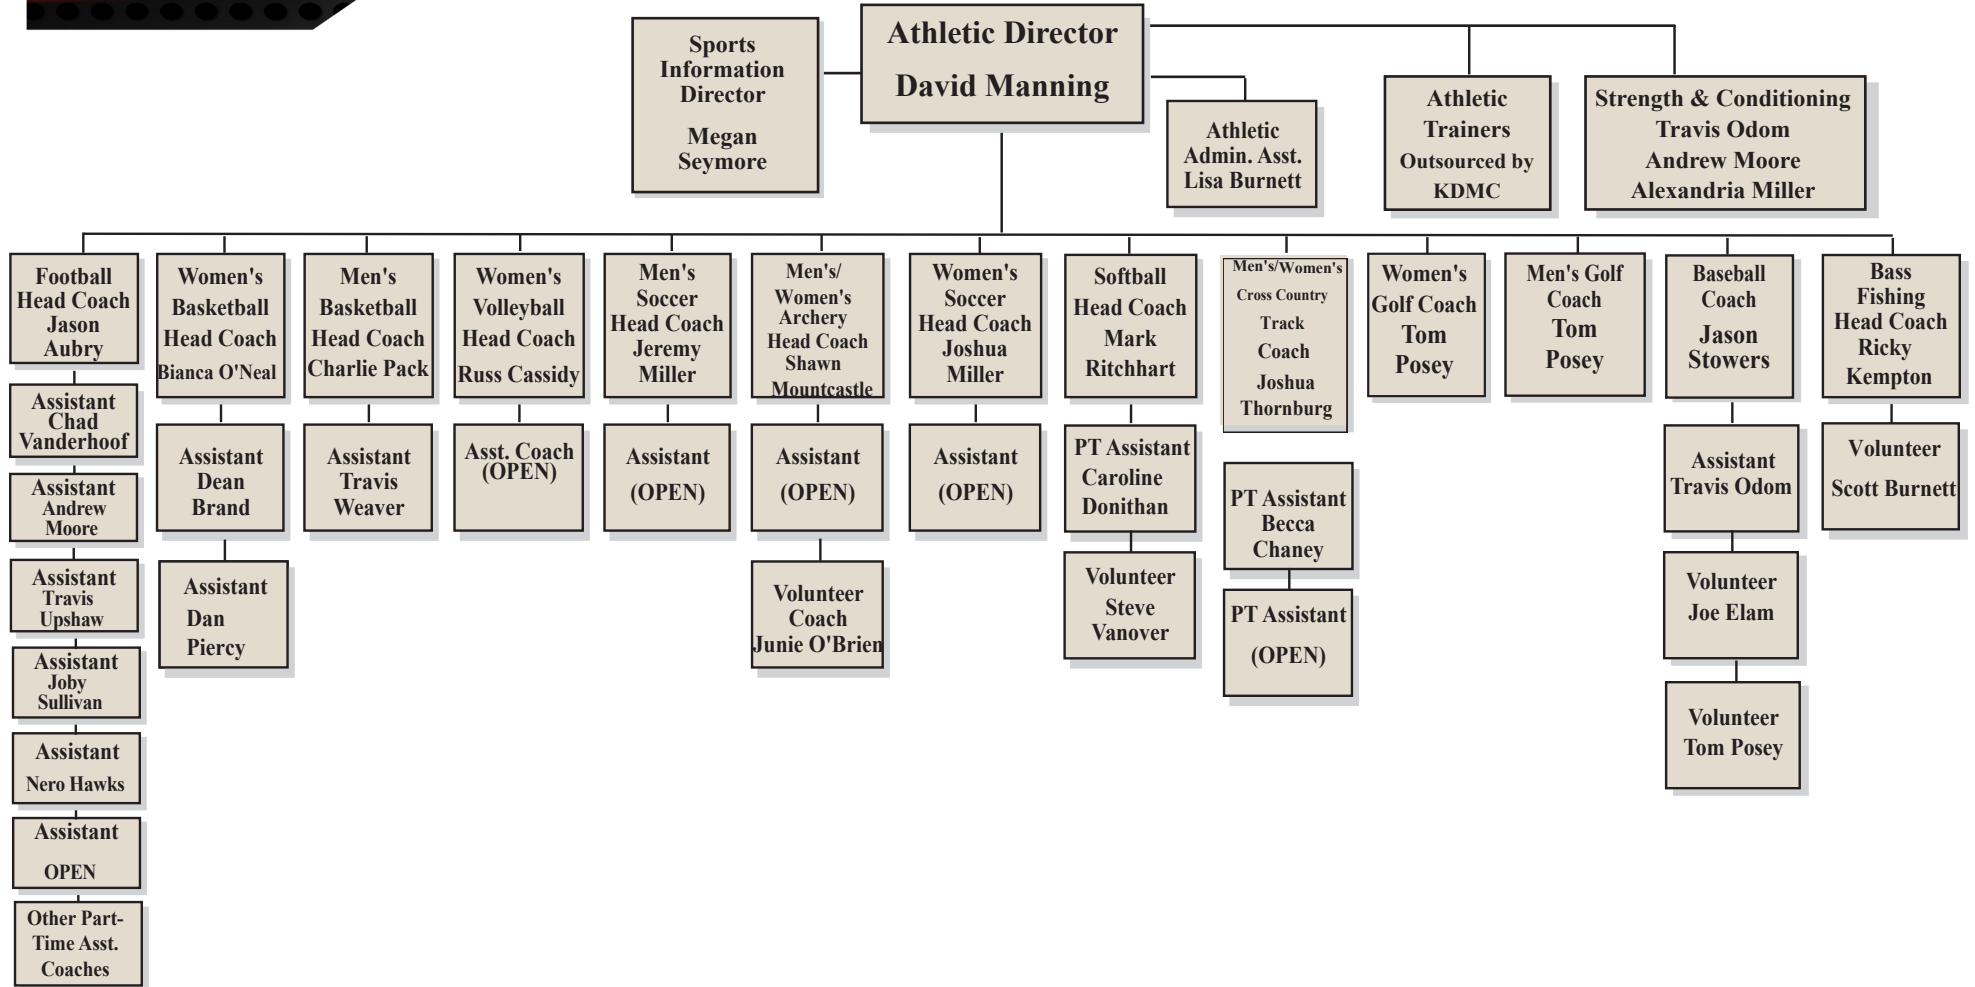 Sports
Information
Director
Megan
Seymore
Athletic Director
David Manning
Athletic
Admin. Asst.
Lisa Burnett
Athletic
Trainers
Outsourced by
KDMC
Strength & Conditioning
Travis Odom
Andrew Moore
Alexandria Miller
Football
Head Coach
Jason
Aubry
Assistant
Chad
Vanderhoof
Assistant
Andrew
Moore
Assistant
Travis
Upshaw
Assistant
Joby
Sullivan
Assistant
Nero Hawks
Assistant
OPEN
Other Part-
Time Asst.
Coaches
Women's
Basketball
Head Coach
Bianca O'Neal
Assistant
Dean
Brand
Assistant
Dan
Piercy
Men's
Basketball
Head Coach
Charlie Pack
Assistant
Travis
Weaver
Women's
Volleyball
Head Coach
Russ Cassidy
Asst. Coach
(OPEN)
Men's
Soccer
Head Coach
Jeremy
Miller
Assistant
(OPEN)
Men's/
Women's
Archery
Head Coach
Shawn
Mountcastle
Assistant
(OPEN)
Volunteer
Coach
Junie O'Brien
Women's
Soccer
Head Coach
Joshua
Miller
Assistant
(OPEN)
Softball
Head Coach
Mark
Ritchhart
PT Assistant
Caroline
Donithan
Volunteer
Steve
Vanover
Men's/Women's
Cross Country
Track
Coach
Joshua
Thornburg
PT Assistant
Becca
Chaney
PT Assistant
(OPEN)
Women's
Golf Coach
Tom
Posey
Men's Golf
Coach
Tom
Posey
Baseball
Coach
Jason
Stowers
Assistant
Travis Odom
Volunteer
Joe Elam
Volunteer
Tom Posey
Bass
Fishing
Head Coach
Ricky
Kempton
Volunteer
Scott Burnett